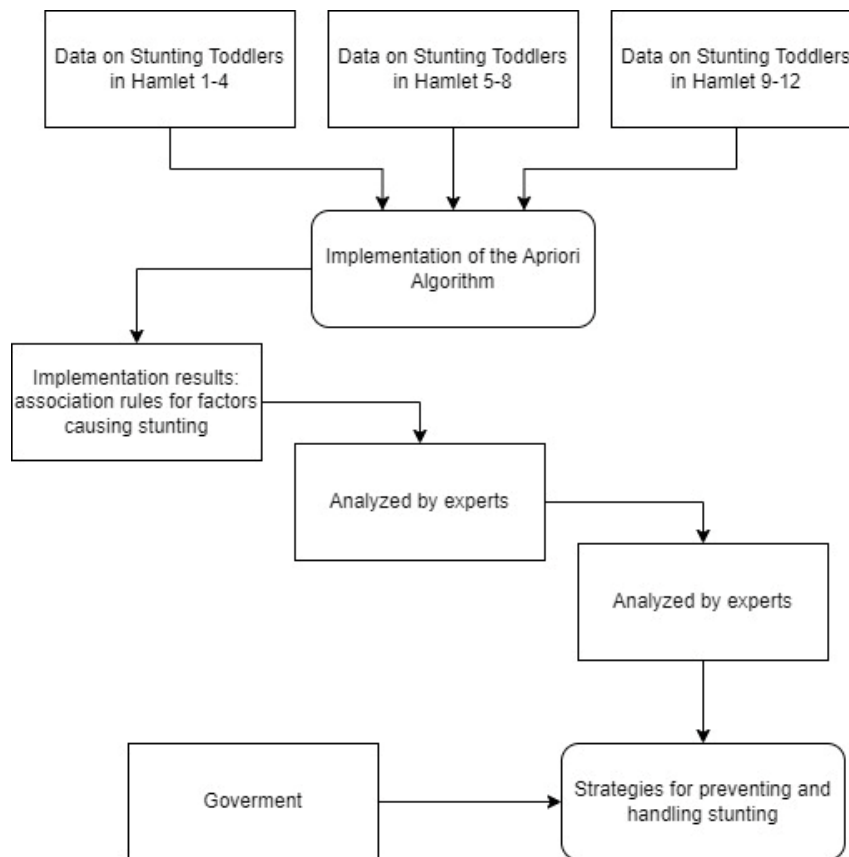 Data on Stunting Toddlers
in Hamlet 1-4
Data on Stunting Toddlers
in Hamlet 5-8
Data on Stunting Toddlers
in Hamlet 9-12
Implementation of the Apriori
Algorithm
Implementation results:
association rules for factors
causing stunting
Analyzed by experts
Analyzed by experts
Goverment
Strategies for preventing and
handling stunting